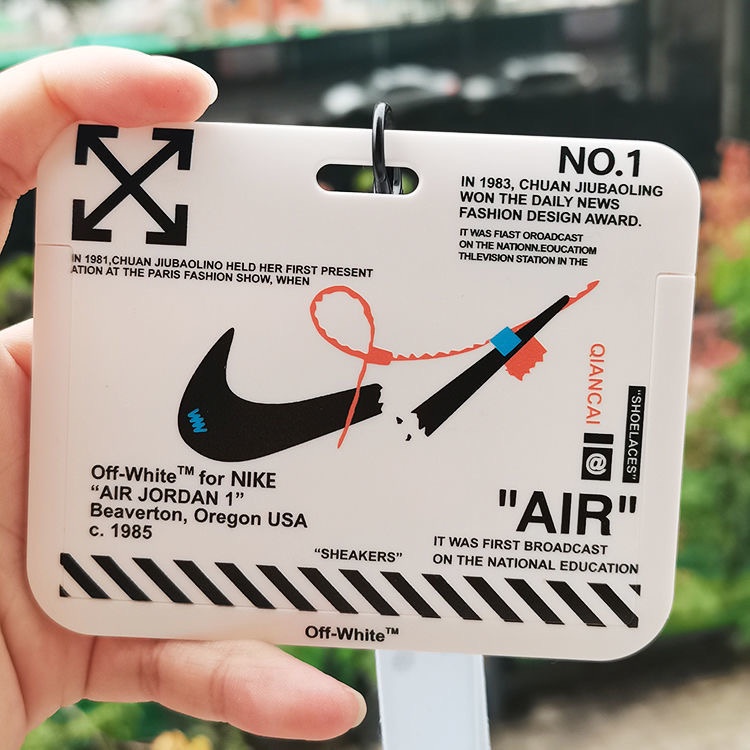 NO.1
IN 1983, CHUAN JIUBAOLING
WON THE DAILY NEWS
FASHION DESIGN AWARD.
IT WAS FIAST OROADCAST
ON THE NATIONN.EOUCATIOM
THLEVISION STATION IN THE
IN 1981,CHUAN JIUBAOLINO HELD HER FIRST PRESENT
ATION AT THE PARIS FASHION SHOW, WHEN
QIANCAI
"SHOELACES"
@
Off-White™ for NIKE
“AIR JORDAN 1”
Beaverton, Oregon USA
c. 1985
"AIR"
“SHEAKERS”
IT WAS FIRST BROADCAST
ON THE NATIONAL EDUCATION
Off-White™